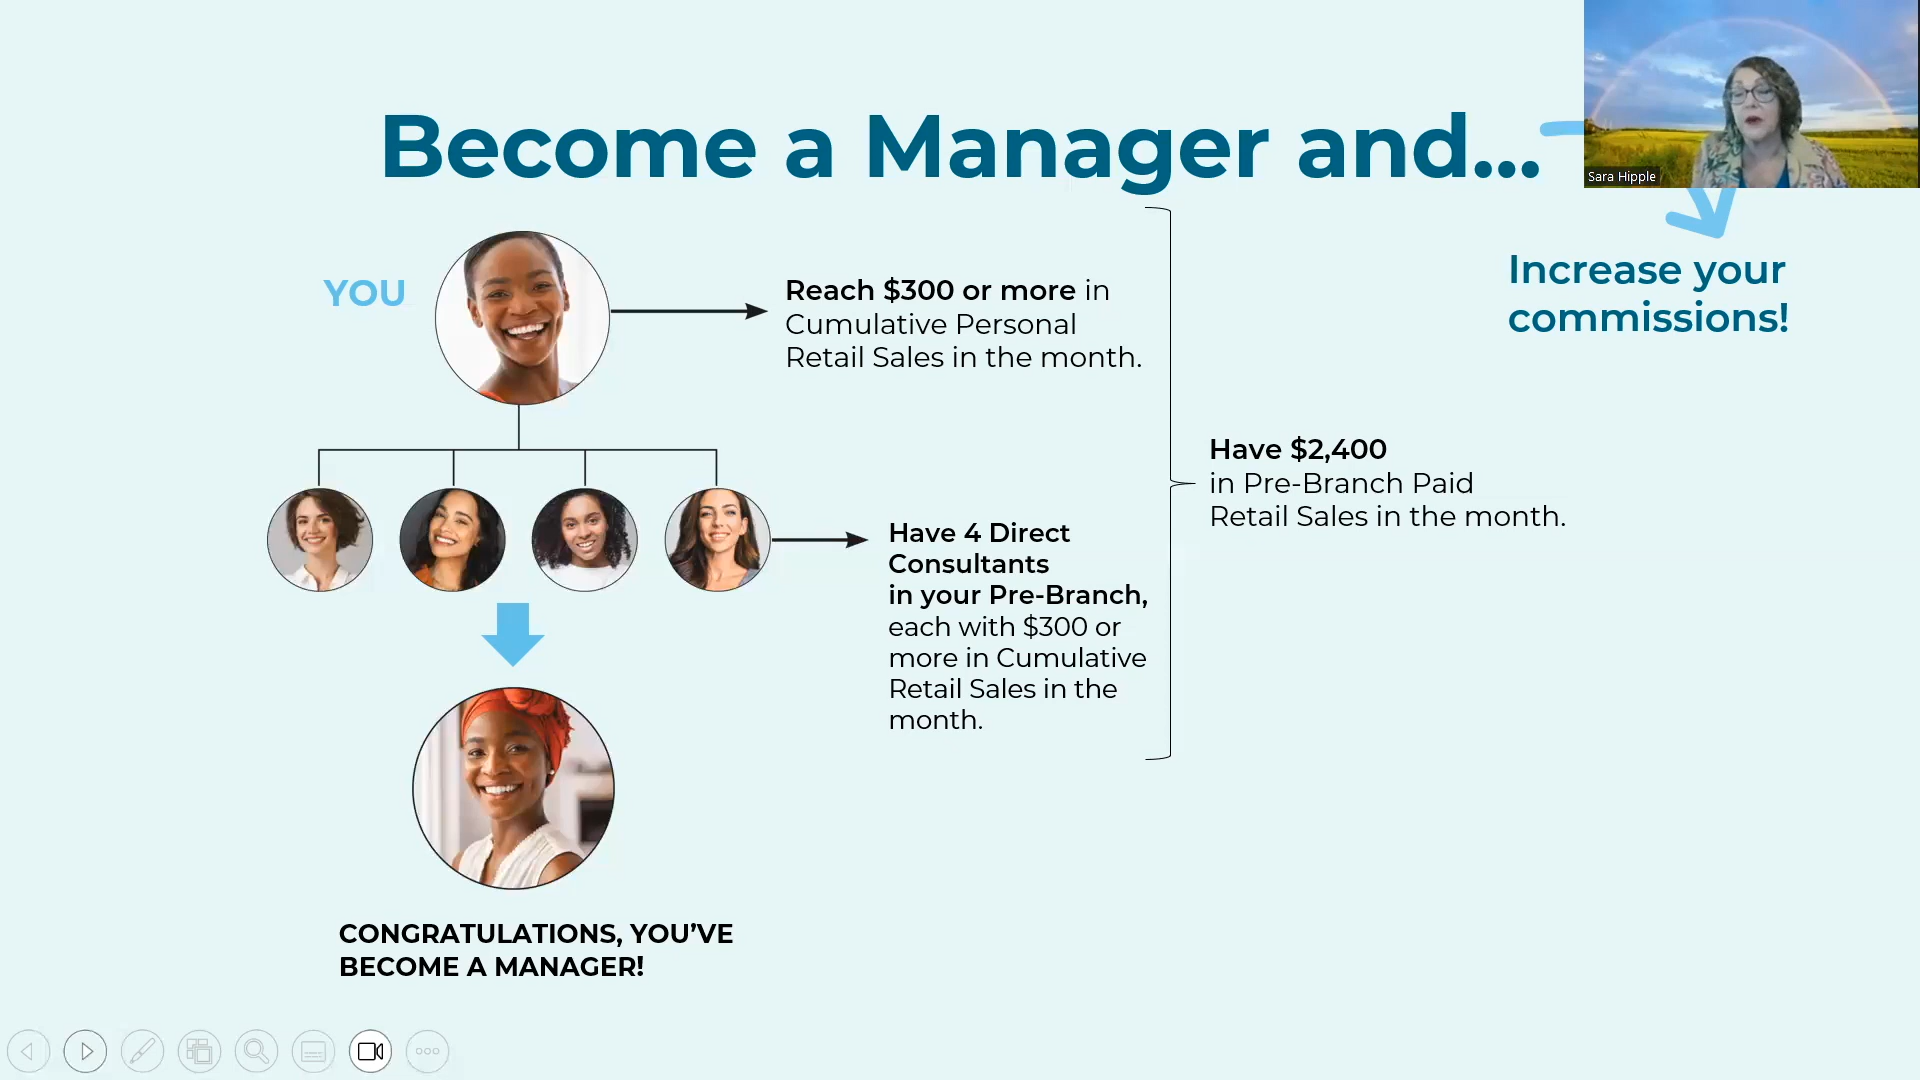 Become a Manager and...
Sara Hipple
Increase your
commissions!
YOU
Reach $300 or more in
Cumulative Personal
Retail Sales in the month.
Have $2,400
in Pre-Branch Paid
Retail Sales in the month.
Have 4 Direct
Consultants
in your Pre-Branch,
each with $300 or
more in Cumulative
Retail Sales in the
month.
CONGRATULATIONS, YOU’VE
BECOME A MANAGER!